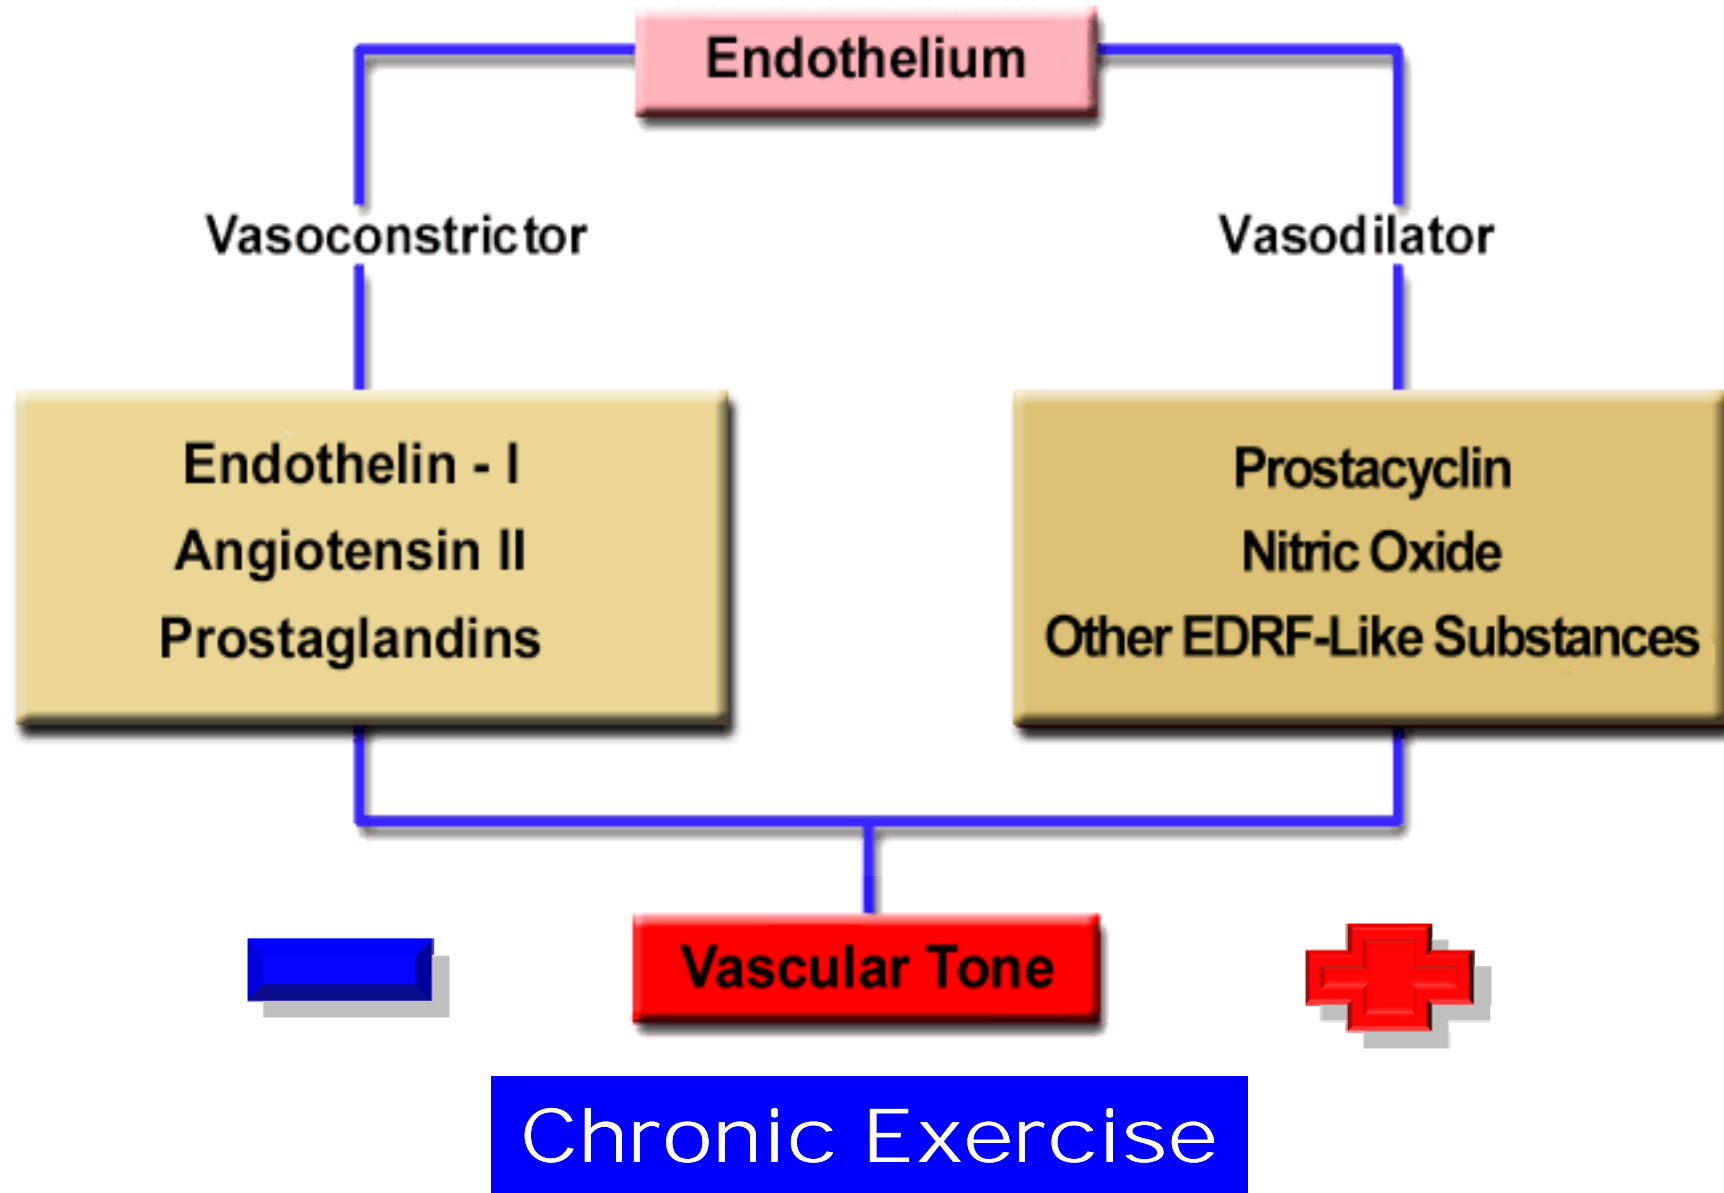 Endothelium
Vasoconstrictor
Vasodilator
Endothelin - I
Angiotensin II
Prostaglandins
Prostacyclin
Nitric Oxide
Other EDRF-Like Substances
Vascular Tone
Chronic Exercise